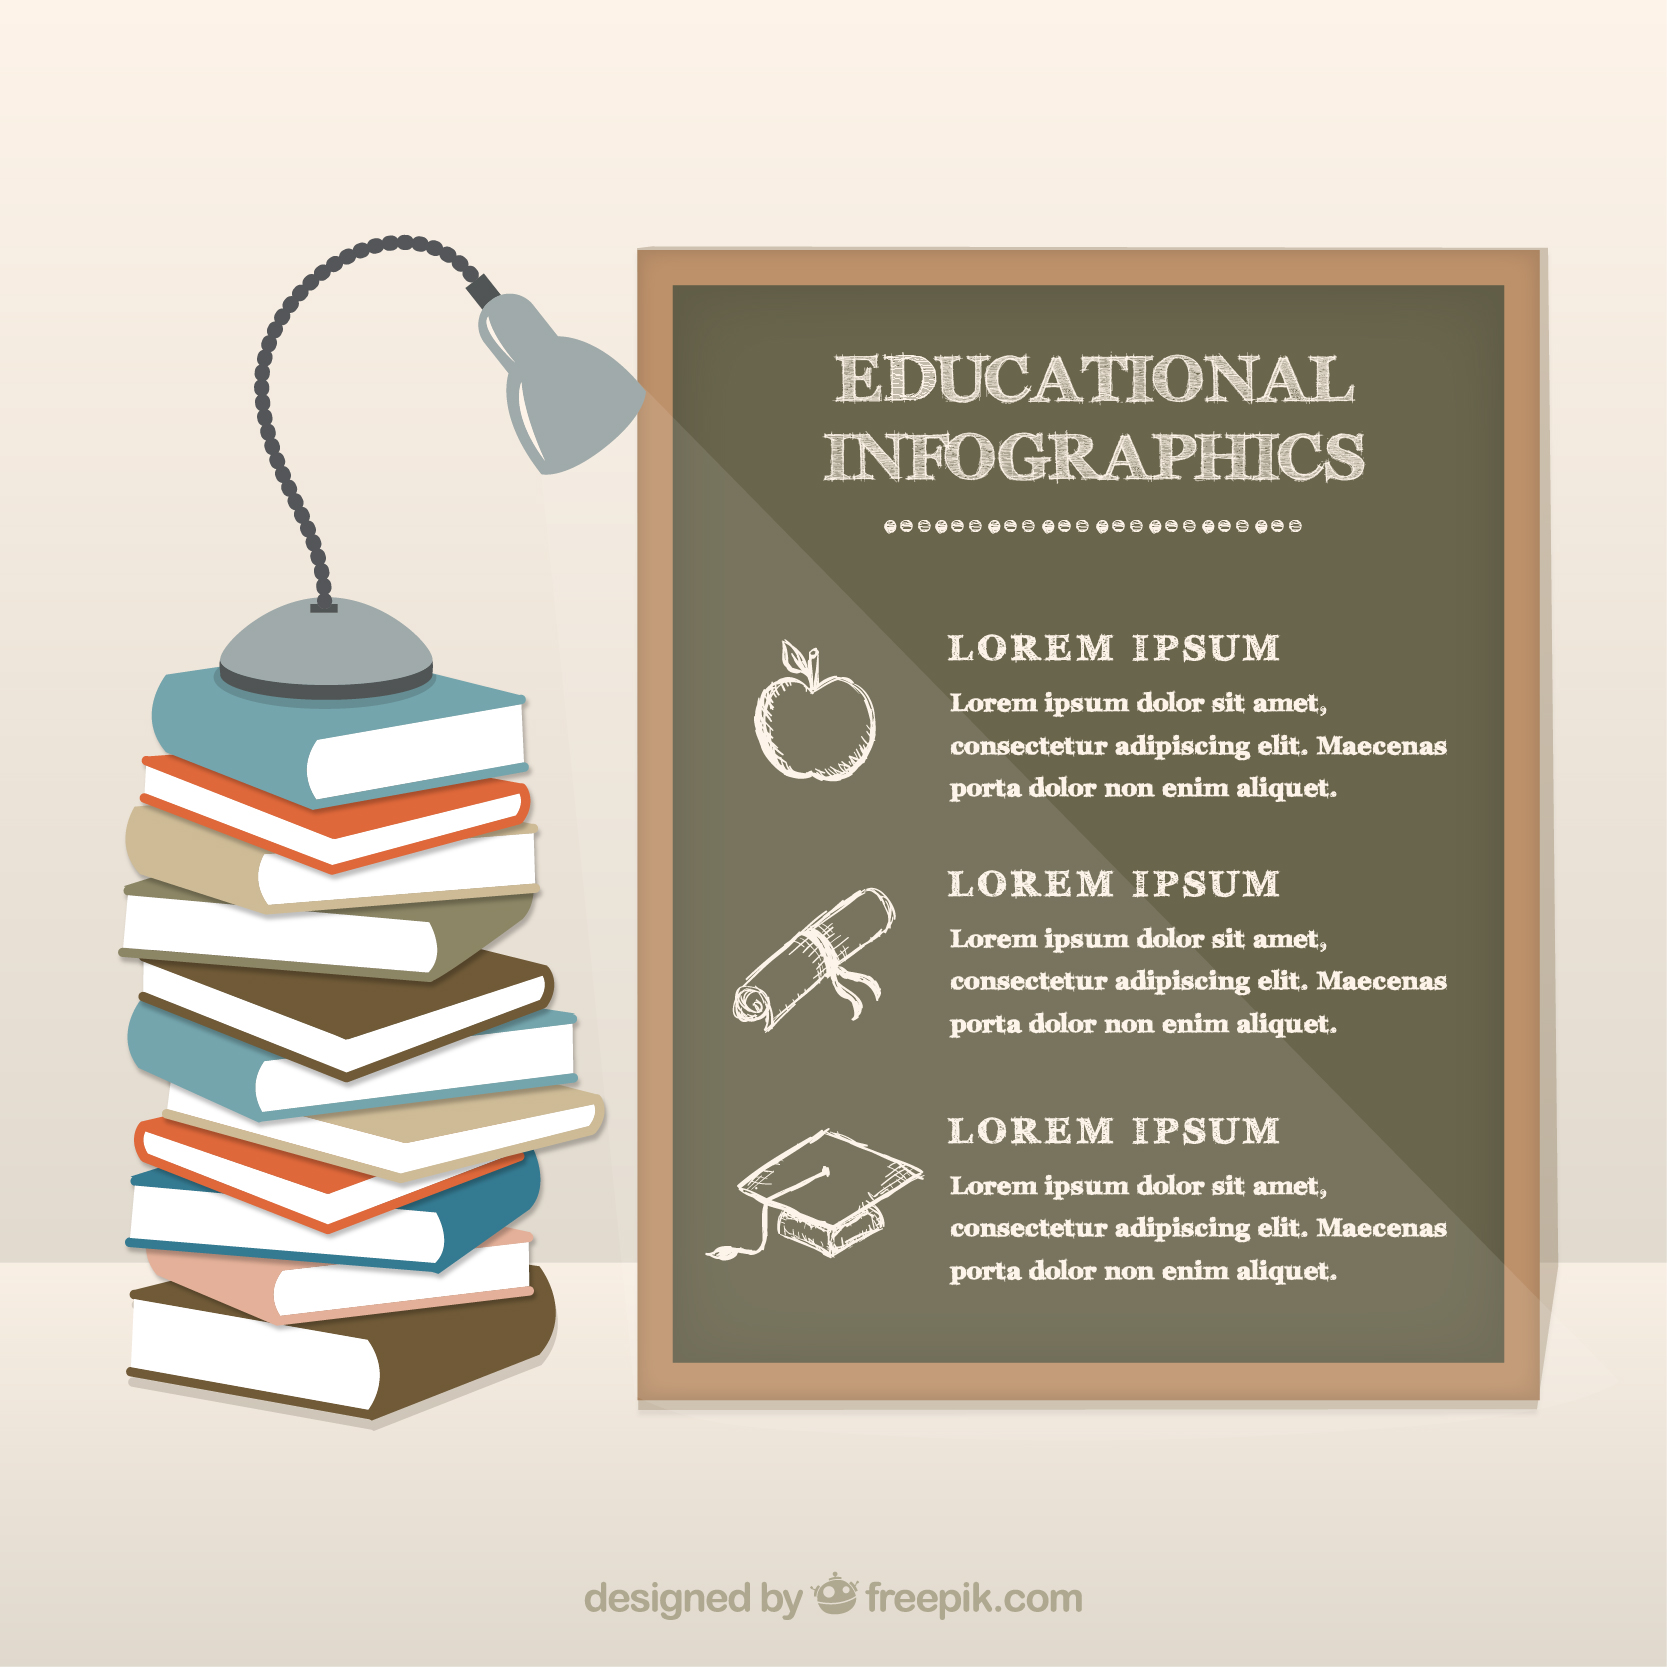 EDUCATIONAL
INFOGRAPHICS
LOREM IPSUM
Lorem ipsum dolor sit amet,
consectetur adipiscing elit. Maecenas
porta dolor non enim aliquet.
LOREM IPSUM
Lorem ipsum dolor sit amet,
consectetur adipiscing elit. Maecenas
porta dolor non enim aliquet.
LOREM IPSUM
Lorem ipsum dolor sit amet,
consectetur adipiscing elit. Maecenas
porta dolor non enim aliquet.
designed by freepik.com